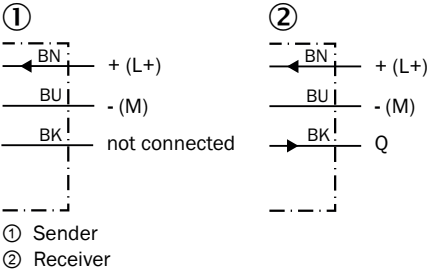 ① ②
BN + (L+) BN + (L+)
BU - (M) BU - (M)
BK not connected BK Q
① Sender
② Receiver